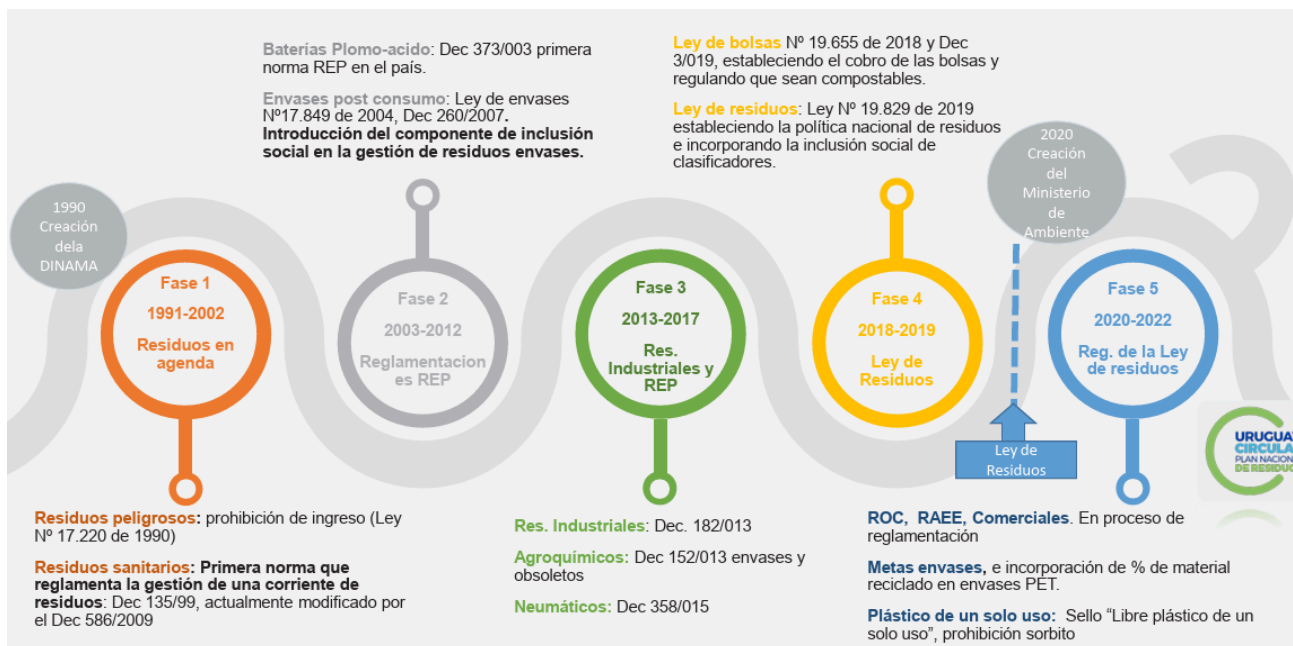 Baterías Plomo-acido: Dec 373/003 primera
norma REP en el país.
Envases post consumo: Ley de envases
Nº17.849 de 2004, Dec 260/2007.
Introducción del componente de inclusión
social en la gestión de residuos envases.
Ley de bolsas Nº 19.655 de 2018 y Dec
3/019, estableciendo el cobro de las bolsas y
regulando que sean compostables.
Ley de residuos: Ley Nº 19.829 de 2019
estableciendo la política nacional de residuos
e incorporando la inclusión social de
clasificadores.
1990
Creación
dela
DINAMA
2020
Creación
del
Ministerio
de
Ambiente
Fase 1
1991-2002
Residuos en
agenda
Fase 2
2003-2012
Reglamentacion
es REP
Fase 3
2013-2017
Res.
Industriales y
REP
Fase 4
2018-2019
Ley de
Residuos
Fase 5
2020-2022
Reg. de la Ley
de residuos
Ley de
Residuos
URUGUAY
CIRCULA
PLAN NACION
DE RESIDUO
Residuos peligrosos: prohibición de ingreso (Ley
Nº 17.220 de 1990)
Residuos sanitarios: Primera norma que
reglamenta la gestión de una corriente de
residuos: Dec 135/99, actualmente modificado por
el Dec 586/2009
Res. Industriales: Dec. 182/013
Agroquímicos: Dec 152/013 envases y
obsoletos
Neumáticos: Dec 358/015
ROC, RAEE, Comerciales. En proceso de
reglamentación
Metas envases, e incorporación de % de material
reciclado en envases PET.
Plástico de un solo uso: Sello “Libre plástico de un
solo uso”, prohibición sorbito